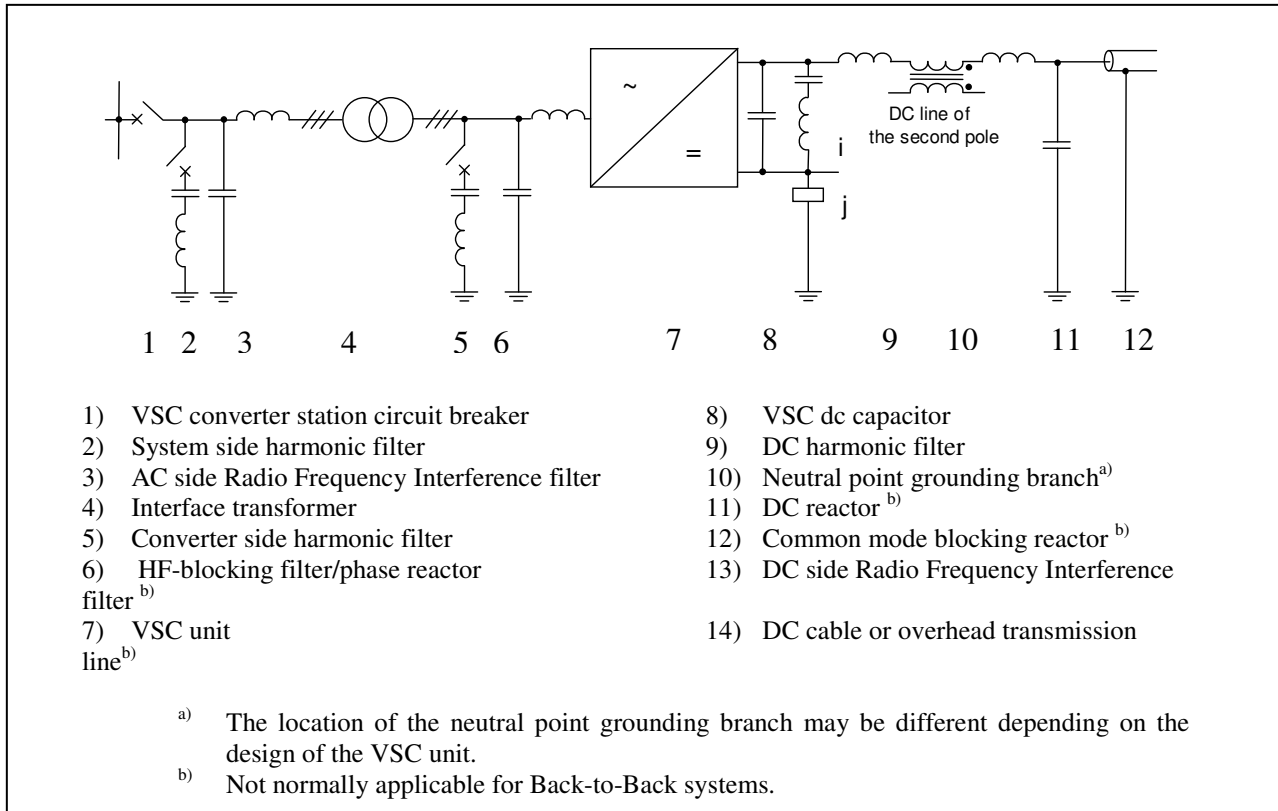 ~
=
i
j
DC line of
the second pole
1 2 3 4 5 6 7 8 9 10 11 12
1) VSC converter station circuit breaker
2) System side harmonic filter
3) AC side Radio Frequency Interference filter
4) Interface transformer
5) Converter side harmonic filter
6) HF-blocking filter/phase reactor
filter b)
7) VSC unit
line b)
8) VSC dc capacitor
9) DC harmonic filter
10) Neutral point grounding branch a)
11) DC reactor b)
12) Common mode blocking reactor b)
13) DC side Radio Frequency Interference
14) DC cable or overhead transmission
a) The location of the neutral point grounding branch may be different depending on the
design of the VSC unit.
b) Not normally applicable for Back-to-Back systems.